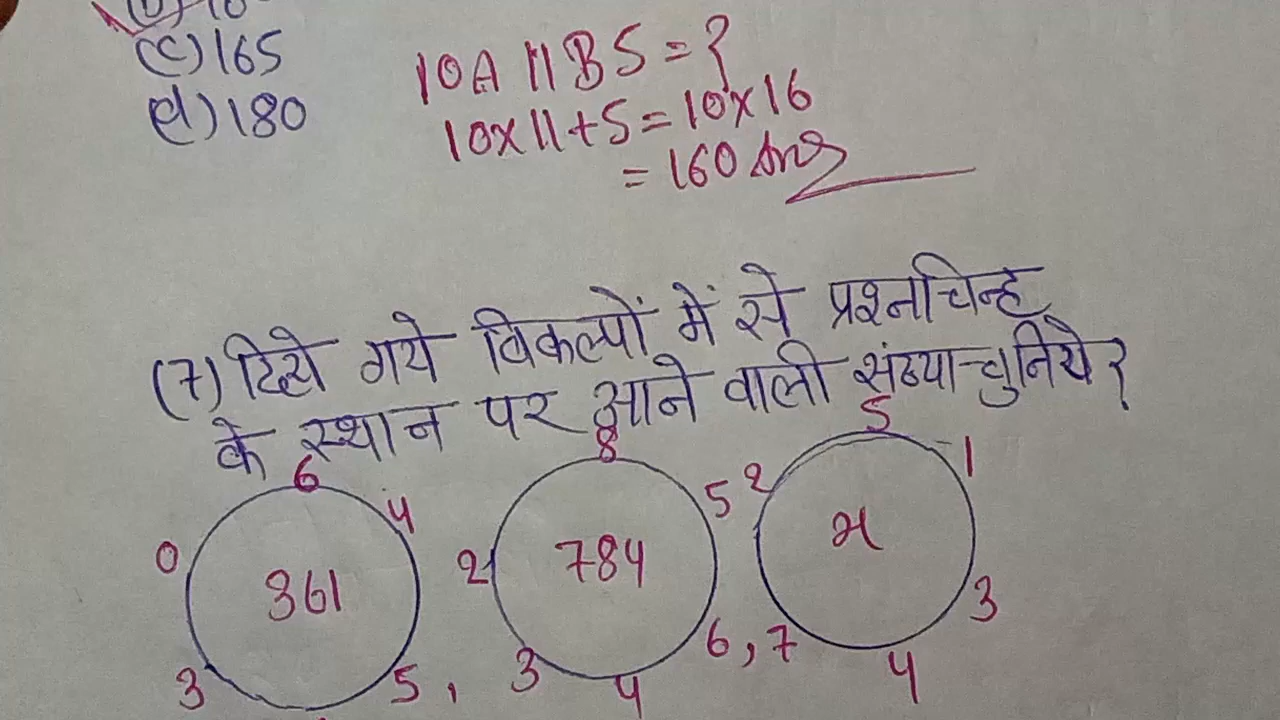 (c) 165
(d) 180
10A 11 B 5 = ?
10×11+5 = 10×16
= 160 Ans
(7) दिये गये विकल्पों में से प्रश्नचिन्ह
के स्थान पर आने वाली संख्या चुनिये?
6 4 0 361 3 5,
8 5 2 784 3 4 6,
5 1 2 3 7 4